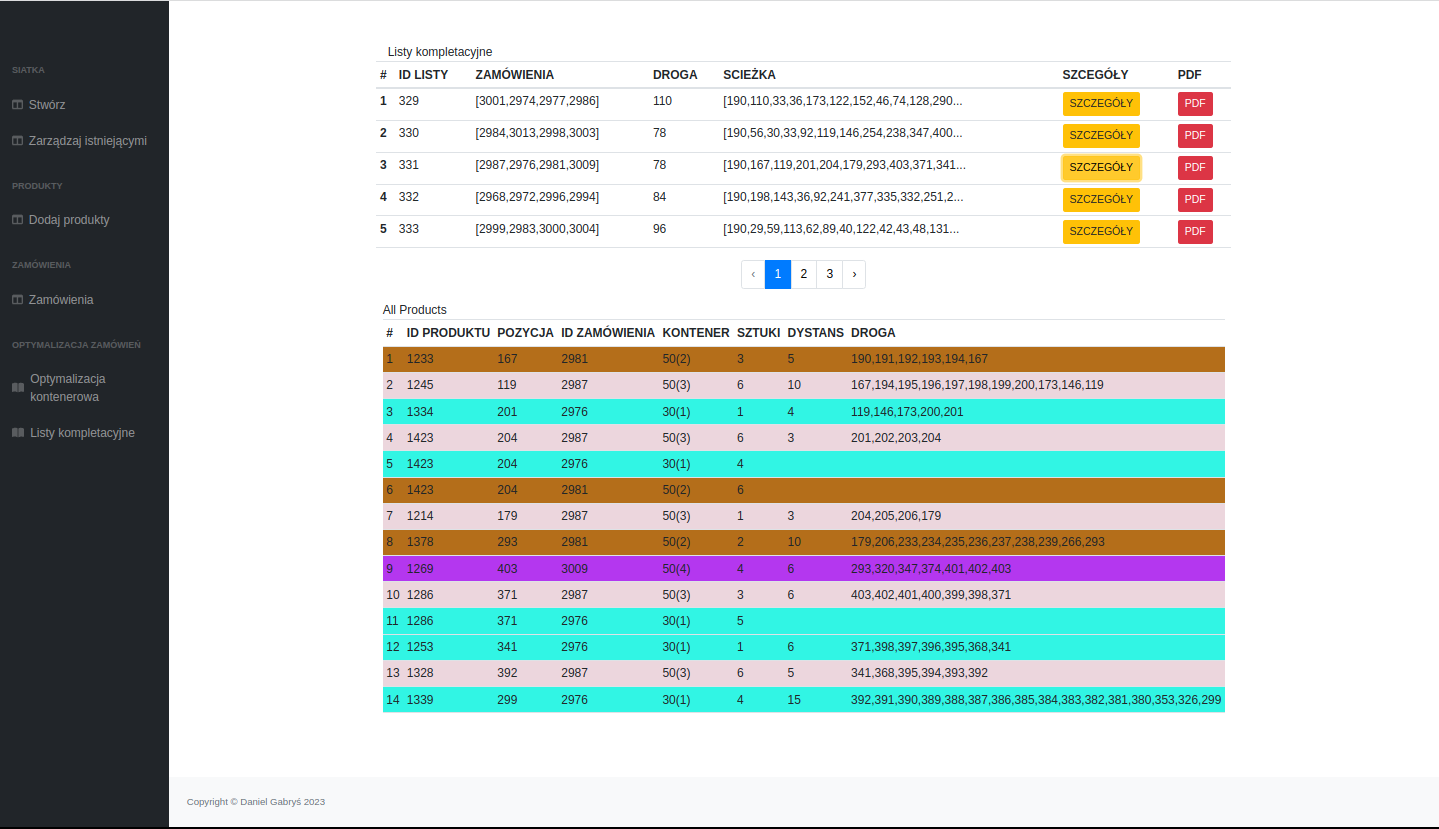 SIATKA
Stwórz
Zarządzaj istniejącymi
PRODUKTY
Dodaj produkty
ZAMÓWIENIA
Zamówienia
OPTYMALIZACJA ZAMÓWIEŃ
Optymalizacja
kontenerowa
Listy kompletacyjne
Listy kompletacyjne
# ID LISTY ZAMÓWIENIA DROGA SCIEŻKA SZCEGÓŁY PDF
1 329 [3001,2974,2977,2986] 110 [190,110,33,36,173,122,152,46,74,128,290... SZCZEGÓŁY PDF
2 330 [2984,3013,2998,3003] 78 [190,56,30,33,92,119,146,254,238,347,400... SZCZEGÓŁY PDF
3 331 [2987,2976,2981,3009] 78 [190,167,119,201,204,179,293,403,371,341... SZCZEGÓŁY PDF
4 332 [2968,2972,2996,2994] 84 [190,198,143,36,92,241,377,335,332,251,2... SZCZEGÓŁY PDF
5 333 [2999,2983,3000,3004] 96 [190,29,59,113,62,89,40,122,42,43,48,131... SZCZEGÓŁY PDF
‹ 1 2 3 ›
All Products
# ID PRODUKTU POZYCJA ID ZAMÓWIENIA KONTENER SZTUKI DYSTANS DROGA
1 1233 167 2981 50(2) 3 5 190,191,192,193,194,167
2 1245 119 2987 50(3) 6 10 167,194,195,196,197,198,199,200,173,146,119
3 1334 201 2976 30(1) 1 4 119,146,173,200,201
4 1423 204 2987 50(3) 6 3 201,202,203,204
5 1423 204 2976 30(1) 4
6 1423 204 2981 50(2) 6
7 1214 179 2987 50(3) 1 3 204,205,206,179
8 1378 293 2981 50(2) 2 10 179,206,233,234,235,236,237,238,239,266,293
9 1269 403 3009 50(4) 4 6 293,320,347,374,401,402,403
10 1286 371 2987 50(3) 3 6 403,402,401,400,399,398,371
11 1286 371 2976 30(1) 5
12 1253 341 2976 30(1) 1 6 371,398,397,396,395,368,341
13 1328 392 2987 50(3) 6 5 341,368,395,394,393,392
14 1339 299 2976 30(1) 4 15 392,391,390,389,388,387,386,385,384,383,382,381,380,353,326,299
Copyright © Daniel Gabryś 2023